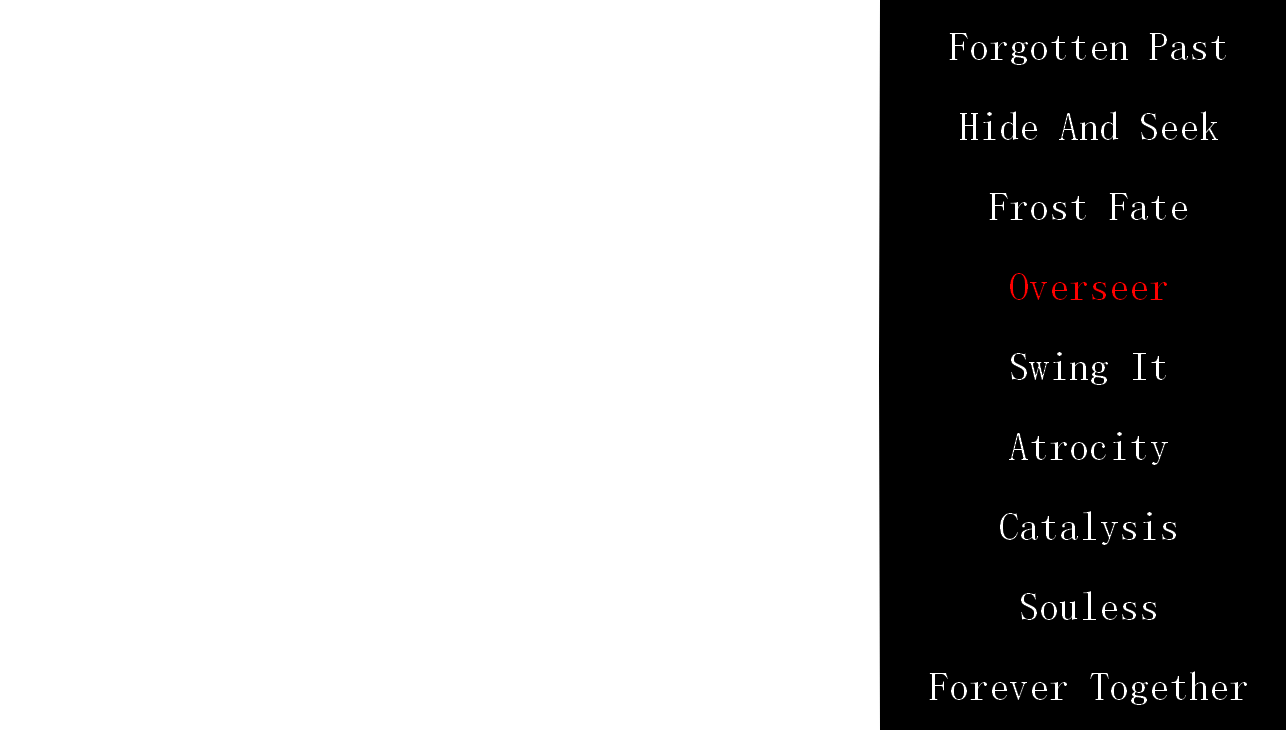 Forgotten Past
Hide And Seek
Frost Fate
Overseer
Swing It
Atrocity
Catalysis
Souless
Forever Together